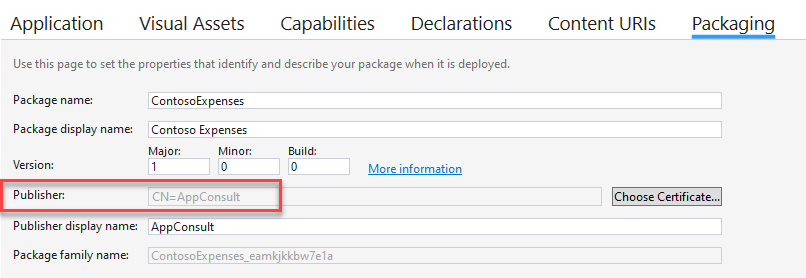 Application Visual Assets Capabilities Declarations Content URIs Packaging
Use this page to set the properties that identify and describe your package when it is deployed.
Package name: ContosoExpenses
Package display name: Contoso Expenses
Major: Minor: Build:
Version: 1 0 0 More information
Publisher: CN=AppConsult Choose Certificate...
Publisher display name: AppConsult
Package family name: ContosoExpenses_eamkjkkbw7e1a